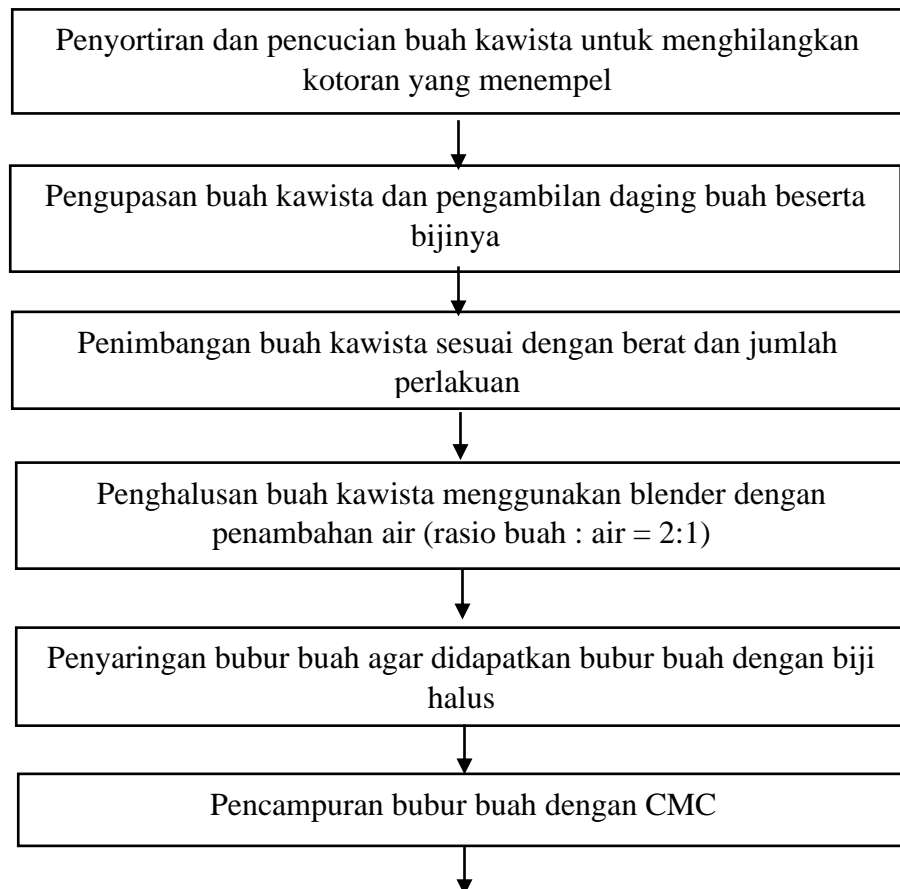 Penyortiran dan pencucian buah kawista untuk menghilangkan
kotoran yang menempel
Pengupasan buah kawista dan pengambilan daging buah beserta
bijinya
Penimbangan buah kawista sesuai dengan berat dan jumlah
perlakuan
Penghalusan buah kawista menggunakan blender dengan
penambahan air (rasio buah : air = 2:1)
Penyaringan bubur buah agar didapatkan bubur buah dengan biji
halus
Pencampuran bubur buah dengan CMC